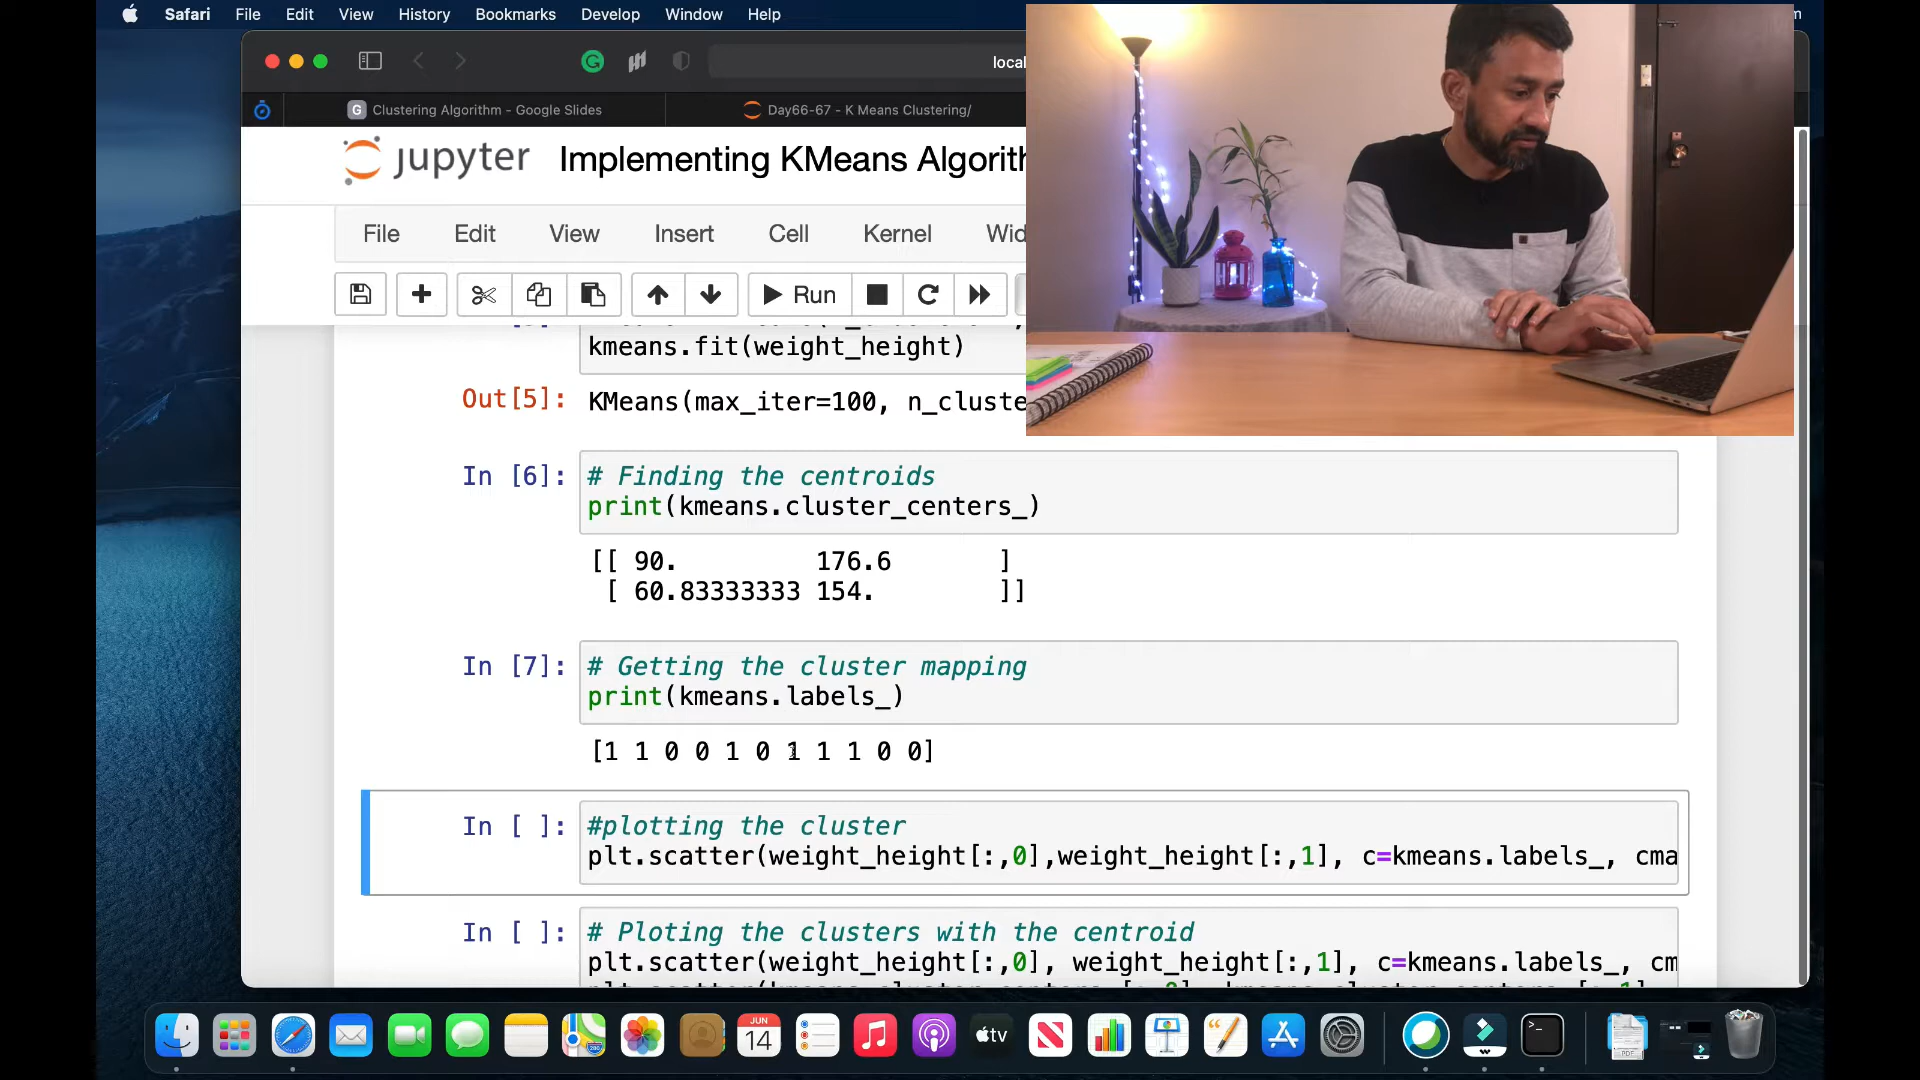 Safari File Edit View History Bookmarks Develop Window Help
local
Clustering Algorithm - Google Slides
Day66-67 - K Means Clustering/
jupyter Implementing KMeans Algorith
File Edit View Insert Cell Kernel Wid
Run
kmeans.fit(weight_height)
Out[5]: KMeans(max_iter=100, n_cluste
In [6]: # Finding the centroids
print(kmeans.cluster_centers_)
[[ 90. 176.6 ]
[ 60.83333333 154. ]]
In [7]: # Getting the cluster mapping
print(kmeans.labels_)
[1 1 0 0 1 0 1 1 1 0 0]
In [ ]: #plotting the cluster
plt.scatter(weight_height[:,0],weight_height[:,1], c=kmeans.labels_, cma
In [ ]: # Ploting the clusters with the centroid
plt.scatter(weight_height[:,0], weight_height[:,1], c=kmeans.labels_, cm
JUN
14
tv